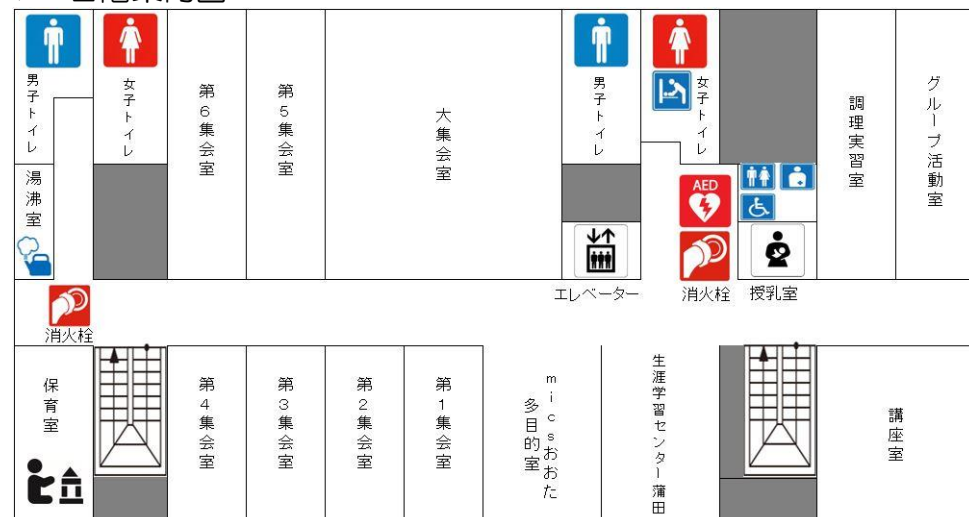 男子トイレ
女子トイレ
第6集会室
第5集会室
大集会室
男子トイレ
女子トイレ
調理実習室
グループ活動室
湯沸室
AED
エレベーター
消火栓
授乳室
消火栓
保育室
第4集会室
第3集会室
第2集会室
第1集会室
micsおおた
多目的室
生涯学習センター蒲田
講座室